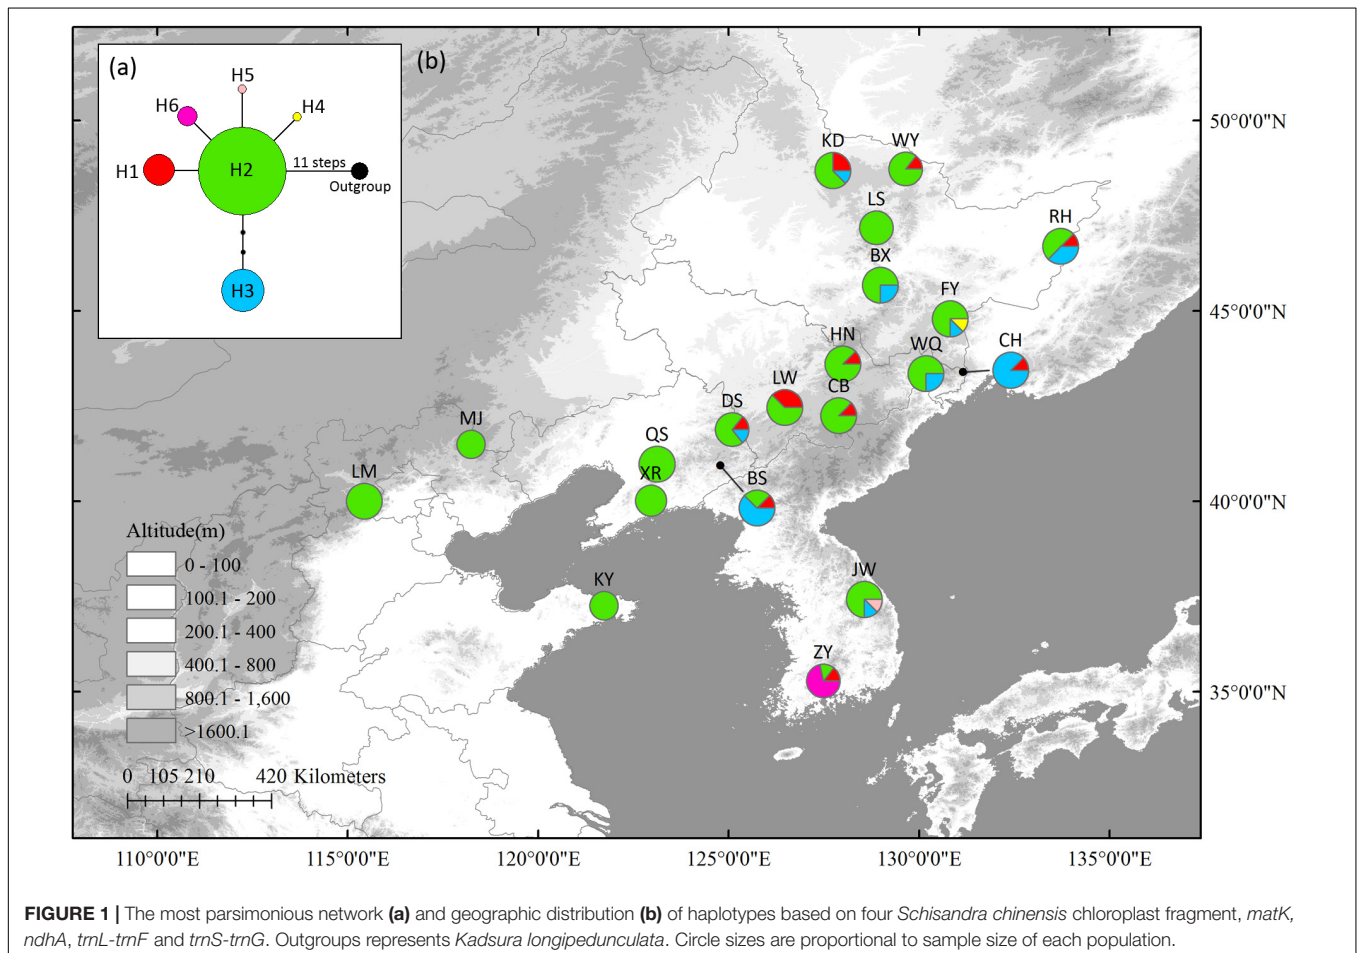 (a)
(b)
H5
H6
H4
H1
H2
11 steps
Outgroup
H3
KD
WY
LS
RH
BX
FY
HN
WQ
CH
LW
CB
DS
MJ
QS
LM
XR
BS
KY
JW
ZY
50°0'0"N
45°0'0"N
40°0'0"N
35°0'0"N
Altitude(m)
0 - 100
100.1 - 200
200.1 - 400
400.1 - 800
800.1 - 1,600
>1600.1
0 105 210 420 Kilometers
110°0'0"E 115°0'0"E 120°0'0"E 125°0'0"E 130°0'0"E 135°0'0"E
FIGURE 1 | The most parsimonious network (a) and geographic distribution (b) of haplotypes based on four Schisandra chinensis chloroplast fragment, matK,
ndhA, trnL-trnF and trnS-trnG. Outgroups represents Kadsura longipedunculata. Circle sizes are proportional to sample size of each population.